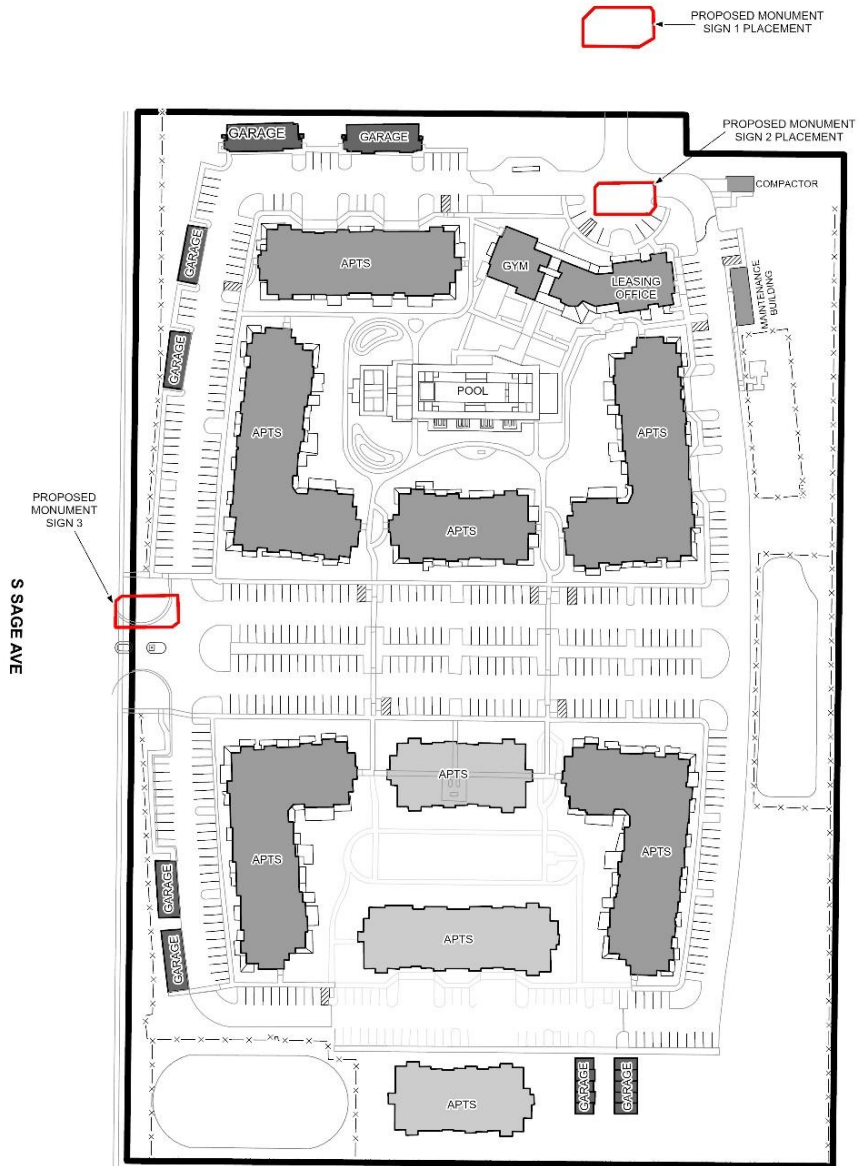 PROPOSED MONUMENT
SIGN 1 PLACEMENT
PROPOSED MONUMENT
SIGN 2 PLACEMENT
GARAGE
GARAGE
COMPACTOR
GARAGE
APTS
GYM
LEASING
OFFICE
MAINTENANCE
BUILDING
GARAGE
POOL
APTS
APTS
APTS
PROPOSED
MONUMENT
SIGN 3
S SAGE AVE
APTS
APTS
APTS
GARAGE
APTS
GARAGE
APTS
GARAGE
GARAGE